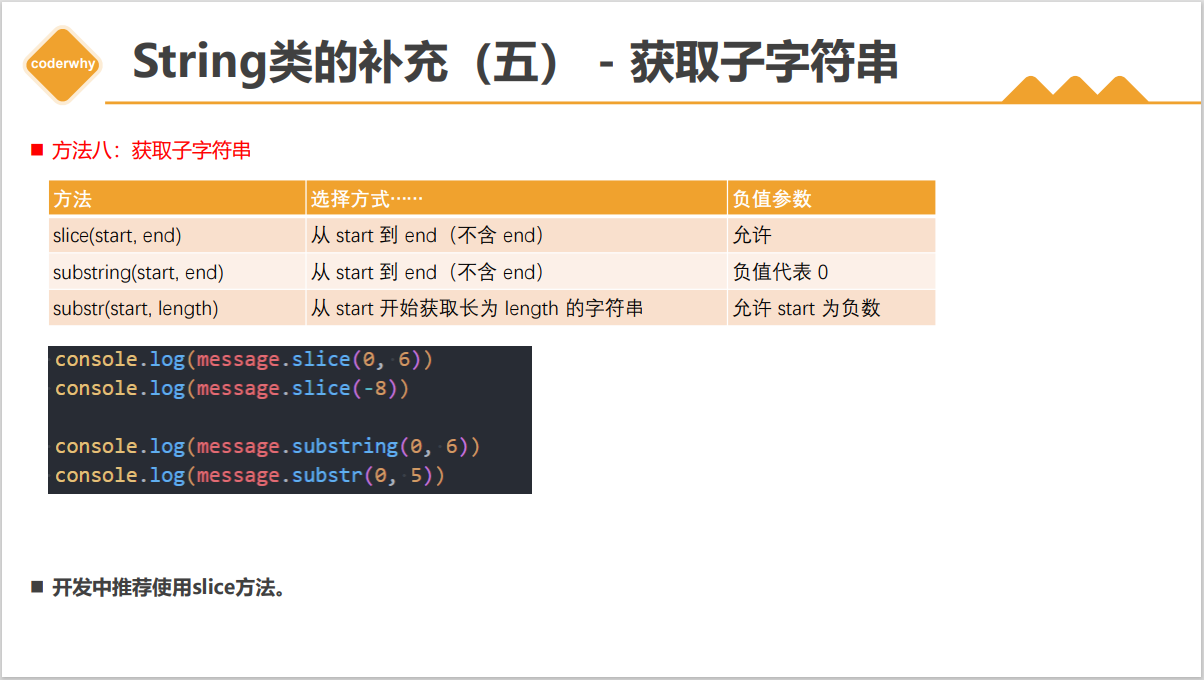 coderwhy
String类的补充（五） - 获取子字符串
方法八：获取子字符串
方法 选择方式…… 负值参数
slice(start, end) 从 start 到 end（不含 end） 允许
substring(start, end) 从 start 到 end（不含 end） 负值代表 0
substr(start, length) 从 start 开始获取长为 length 的字符串 允许 start 为负数
console.log(message.slice(0, 6))
console.log(message.slice(-8))
console.log(message.substring(0, 6))
console.log(message.substr(0, 5))
开发中推荐使用slice方法。